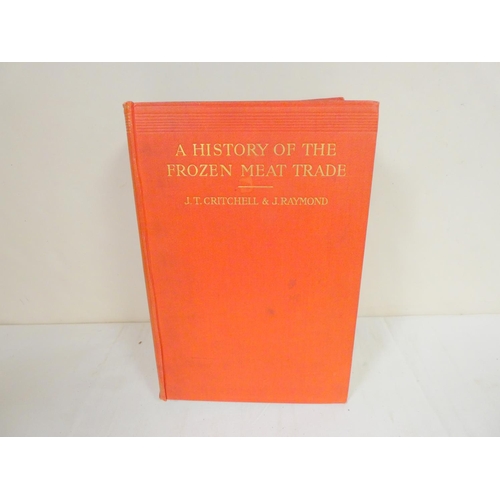 A HISTORY OF THE
FROZEN MEAT TRADE
J.T. CRITCHELL & J. RAYMOND